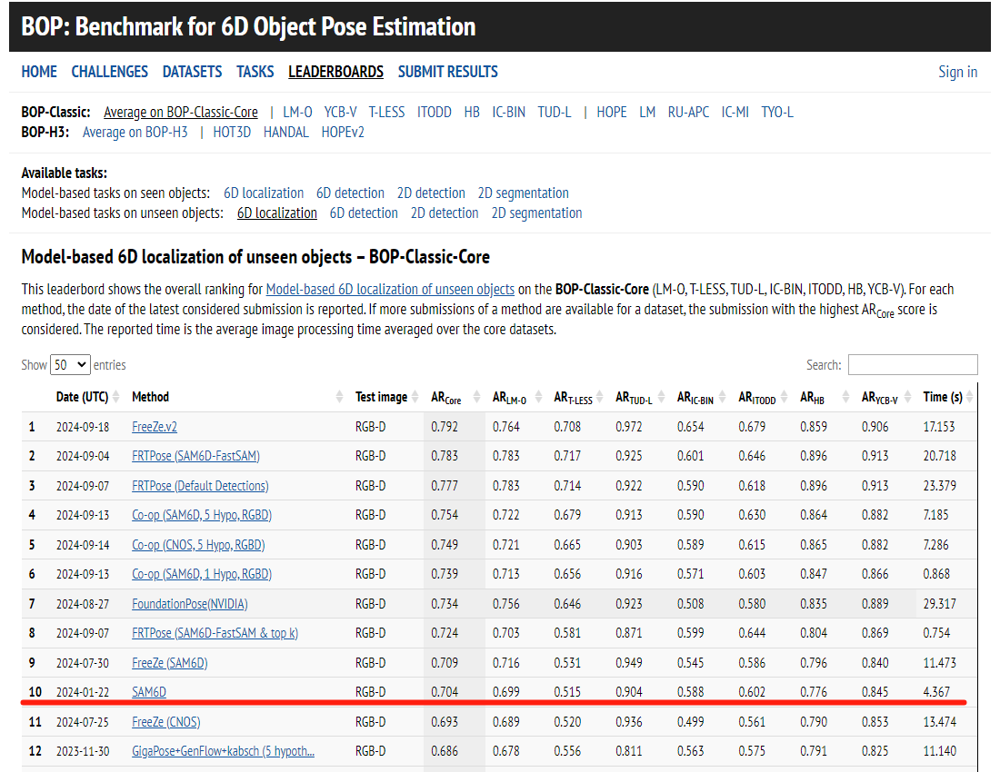 BOP: Benchmark for 6D Object Pose Estimation
HOME CHALLENGES DATASETS TASKS LEADERBOARDS SUBMIT RESULTS Sign in
BOP-Classic: Average on BOP-Classic-Core | LM-O YCB-V T-LESS ITODD HB IC-BIN TUD-L | HOPE LM RU-APC IC-MI TYO-L
BOP-H3: Average on BOP-H3 | HOT3D HANDAL HOPEv2
Available tasks:
Model-based tasks on seen objects: 6D localization 6D detection 2D detection 2D segmentation
Model-based tasks on unseen objects: 6D localization 6D detection 2D detection 2D segmentation
Model-based 6D localization of unseen objects – BOP-Classic-Core
This leaderbord shows the overall ranking for Model-based 6D localization of unseen objects on the BOP-Classic-Core (LM-O, T-LESS, TUD-L, IC-BIN, ITODD, HB, YCB-V). For each
method, the date of the latest considered submission is reported. If more submissions of a method are available for a dataset, the submission with the highest ARCore score is
considered. The reported time is the average image processing time averaged over the core datasets.
Show 50 entries Search:
Date (UTC) Method Test image ARCore ARLM-O ART-LESS ARTUD-L ARIC-BIN ARITODD ARHB ARYCB-V Time (s)
1 2024-09-18 FreeZe.v2 RGB-D 0.792 0.764 0.708 0.972 0.654 0.679 0.859 0.906 17.153
2 2024-09-04 FRTPose (SAM6D-FastSAM) RGB-D 0.783 0.783 0.717 0.925 0.601 0.646 0.896 0.913 20.718
3 2024-09-07 FRTPose (Default Detections) RGB-D 0.777 0.783 0.714 0.922 0.590 0.618 0.896 0.913 23.379
4 2024-09-13 Co-op (SAM6D, 5 Hypo, RGBD) RGB-D 0.754 0.722 0.679 0.913 0.590 0.630 0.864 0.882 7.185
5 2024-09-14 Co-op (CNOS, 5 Hypo, RGBD) RGB-D 0.749 0.721 0.665 0.903 0.589 0.615 0.865 0.882 7.286
6 2024-09-13 Co-op (SAM6D, 1 Hypo, RGBD) RGB-D 0.739 0.713 0.656 0.916 0.571 0.603 0.847 0.866 0.868
7 2024-08-27 FoundationPose(NVIDIA) RGB-D 0.734 0.756 0.646 0.923 0.508 0.580 0.835 0.889 29.317
8 2024-09-07 FRTPose (SAM6D-FastSAM & top k) RGB-D 0.724 0.703 0.581 0.871 0.599 0.644 0.804 0.869 0.754
9 2024-07-30 FreeZe (SAM6D) RGB-D 0.709 0.716 0.531 0.949 0.545 0.586 0.796 0.840 11.473
10 2024-01-22 SAM6D RGB-D 0.704 0.699 0.515 0.904 0.588 0.602 0.776 0.845 4.367
11 2024-07-25 FreeZe (CNOS) RGB-D 0.693 0.689 0.520 0.936 0.499 0.561 0.790 0.853 13.474
12 2023-11-30 GigaPose+GenFlow+kabsch (5 hypoth... RGB-D 0.686 0.678 0.556 0.811 0.563 0.575 0.791 0.825 11.140